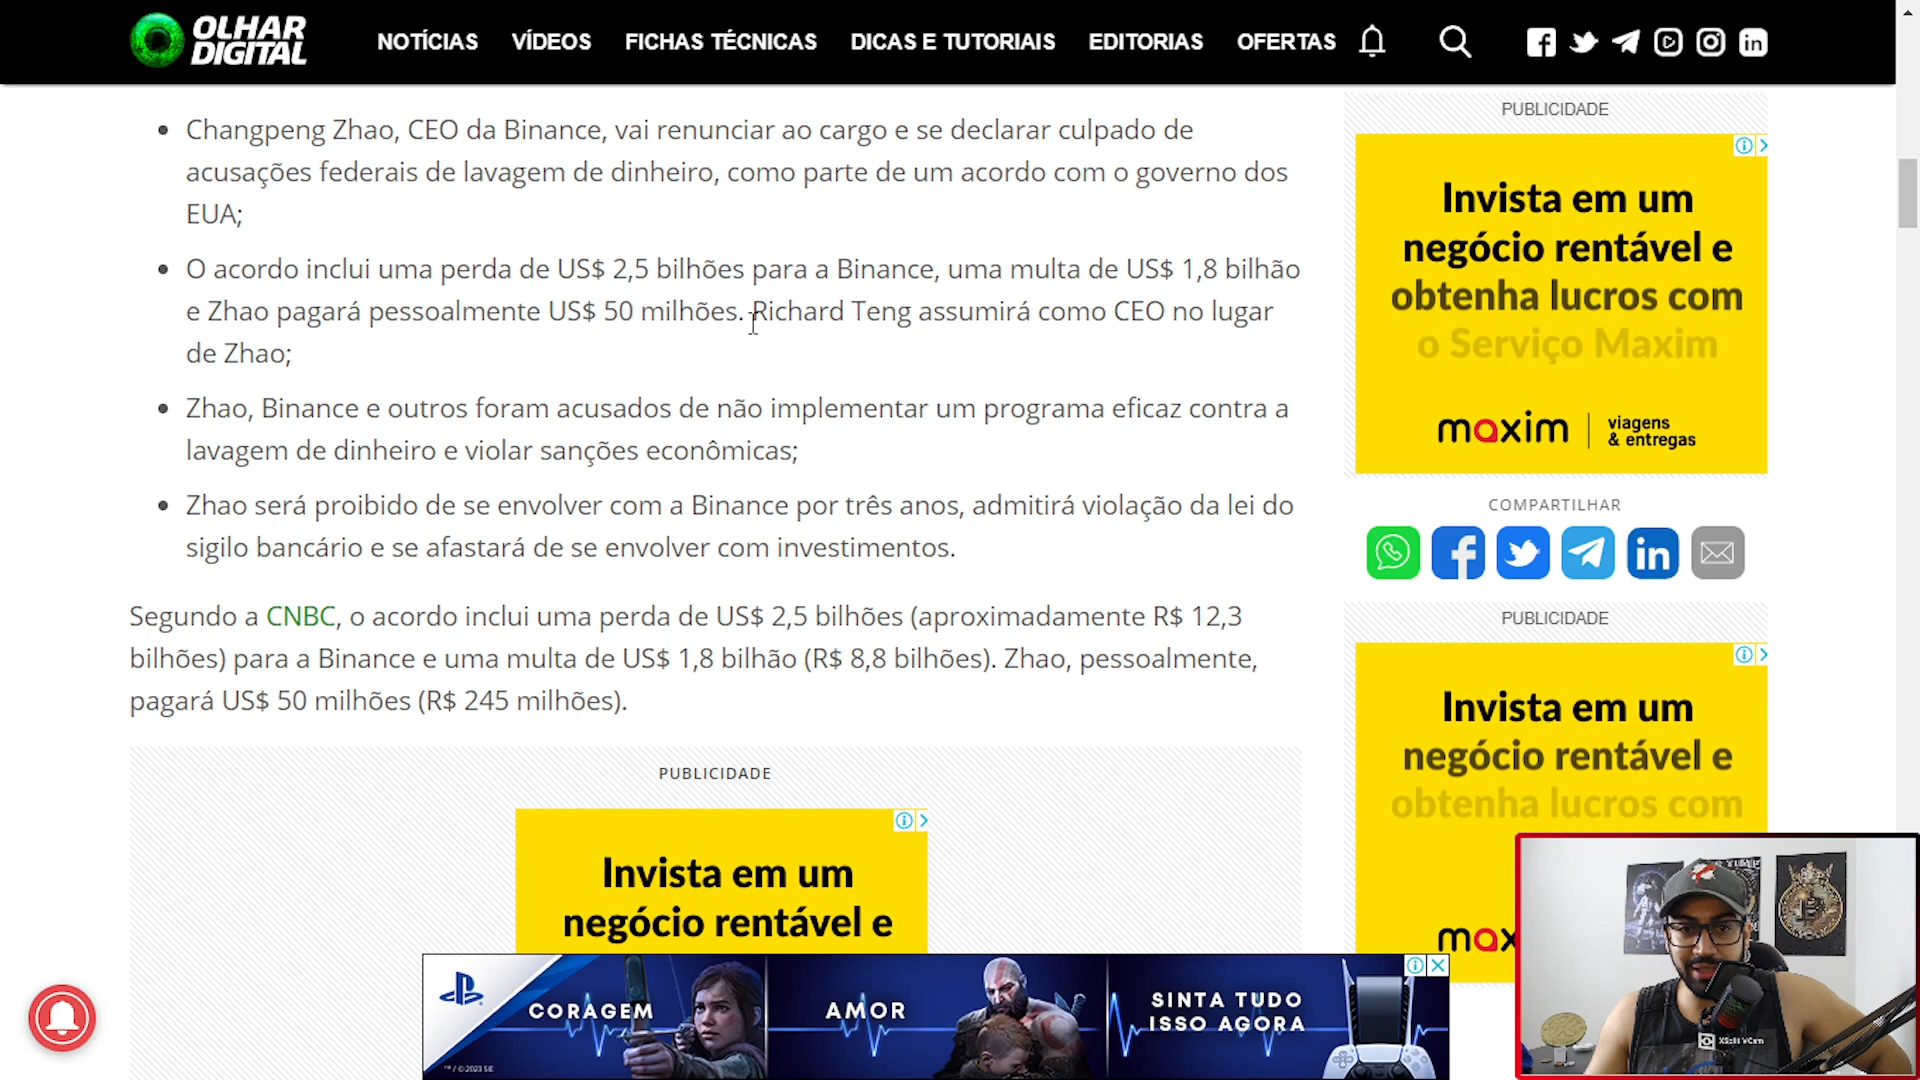 OLHAR
DIGITAL
NOTÍCIAS VÍDEOS FICHAS TÉCNICAS DICAS E TUTORIAIS EDITORIAS OFERTAS
Changpeng Zhao, CEO da Binance, vai renunciar ao cargo e se declarar culpado de
acusações federais de lavagem de dinheiro, como parte de um acordo com o governo dos
EUA;
O acordo inclui uma perda de US$ 2,5 bilhões para a Binance, uma multa de US$ 1,8 bilhão
e Zhao pagará pessoalmente US$ 50 milhões. Richard Teng assumirá como CEO no lugar
de Zhao;
Zhao, Binance e outros foram acusados de não implementar um programa eficaz contra a
lavagem de dinheiro e violar sanções econômicas;
Zhao será proibido de se envolver com a Binance por três anos, admitirá violação da lei do
sigilo bancário e se afastará de se envolver com investimentos.
Segundo a CNBC, o acordo inclui uma perda de US$ 2,5 bilhões (aproximadamente R$ 12,3
bilhões) para a Binance e uma multa de US$ 1,8 bilhão (R$ 8,8 bilhões). Zhao, pessoalmente,
pagará US$ 50 milhões (R$ 245 milhões).
PUBLICIDADE
Invista em um
negócio rentável e
PUBLICIDADE
Invista em um
negócio rentável e
obtenha lucros com
o Serviço Maxim
maxim
viagens
& entregas
COMPARTILHAR
PUBLICIDADE
Invista em um
negócio rentável e
obtenha lucros com
max
CORAGEM
AMOR
SINTA TUDO
ISSO AGORA
™ / © 2023 SIE
XSplit VCam